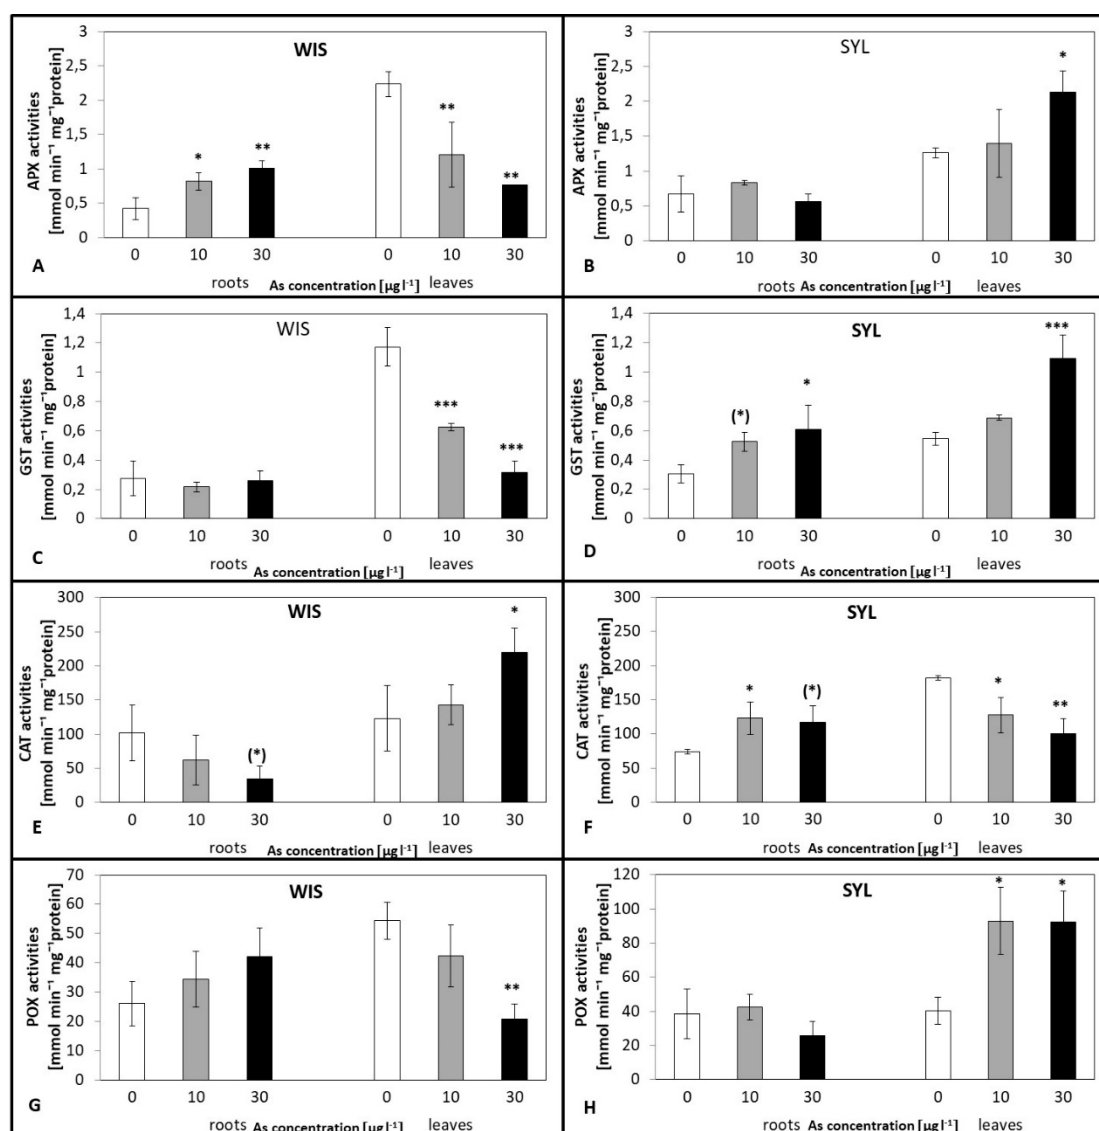 WIS
APX activities
[mmol min⁻¹ mg⁻¹protein]
3
2,5
2
1,5
1
0,5
0
*
**
**
**
0 10 30 0 10 30
A
roots As concentration [µg l⁻¹] leaves
SYL
APX activities
[mmol min⁻¹ mg⁻¹protein]
3
2,5
2
1,5
1
0,5
0
*
0 10 30 0 10 30
B
roots As concentration [µg l⁻¹] leaves
WIS
GST activities
[mmol min⁻¹ mg⁻¹protein]
1,4
1,2
1
0,8
0,6
0,4
0,2
0
***
***
0 10 30 0 10 30
C
roots As concentration [µg l⁻¹] leaves
SYL
GST activities
[mmol min⁻¹ mg⁻¹protein]
1,4
1,2
1
0,8
0,6
0,4
0,2
0
(*)
*
***
0 10 30 0 10 30
D
roots As concentration [µg l⁻¹] leaves
WIS
CAT activities
[mmol min⁻¹ mg⁻¹protein]
300
250
200
150
100
50
0
(*)
*
0 10 30 0 10 30
E
roots As concentration [µg l⁻¹] leaves
SYL
CAT activities
[mmol min⁻¹ mg⁻¹protein]
300
250
200
150
100
50
0
*
(*)
*
**
0 10 30 0 10 30
F
roots As concentration [µg l⁻¹] leaves
WIS
POX activities
[mmol min⁻¹ mg⁻¹protein]
70
60
50
40
30
20
10
0
**
0 10 30 0 10 30
G
roots As concentration [µg l⁻¹] leaves
SYL
POX activities
[mmol min⁻¹ mg⁻¹protein]
120
100
80
60
40
20
0
*
*
0 10 30 0 10 30
H
roots As concentration [µg l⁻¹] leaves